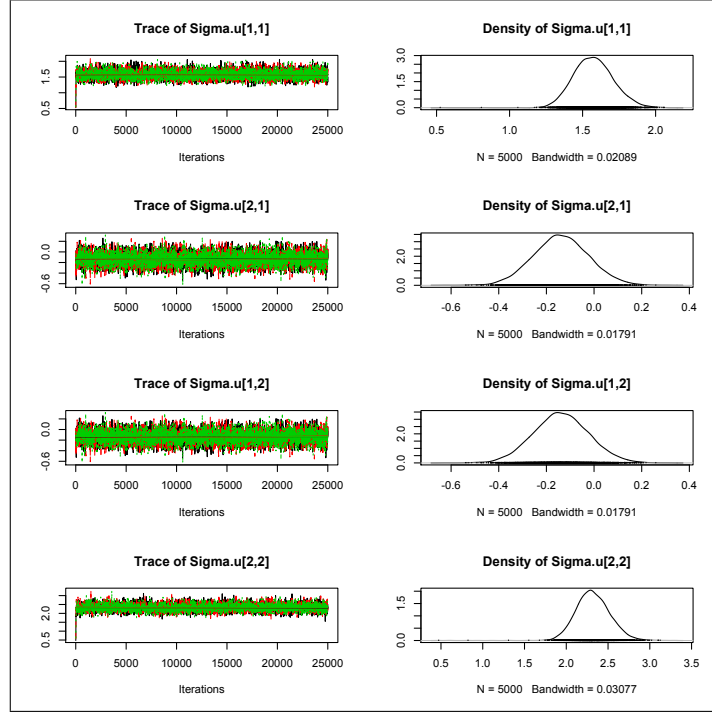 Trace of Sigma.u[1,1]
Density of Sigma.u[1,1]
0.5 1.5
0 5000 10000 15000 20000 25000
Iterations
0.0 1.5 3.0
0.5 1.0 1.5 2.0
N = 5000 Bandwidth = 0.02089
Trace of Sigma.u[2,1]
Density of Sigma.u[2,1]
-0.6 0.0
0 5000 10000 15000 20000 25000
Iterations
0.0 2.0
-0.6 -0.4 -0.2 0.0 0.2 0.4
N = 5000 Bandwidth = 0.01791
Trace of Sigma.u[1,2]
Density of Sigma.u[1,2]
-0.6 0.0
0 5000 10000 15000 20000 25000
Iterations
0.0 2.0
-0.6 -0.4 -0.2 0.0 0.2 0.4
N = 5000 Bandwidth = 0.01791
Trace of Sigma.u[2,2]
Density of Sigma.u[2,2]
0.5 2.0
0 5000 10000 15000 20000 25000
Iterations
0.0 1.5
0.5 1.0 1.5 2.0 2.5 3.0 3.5
N = 5000 Bandwidth = 0.03077